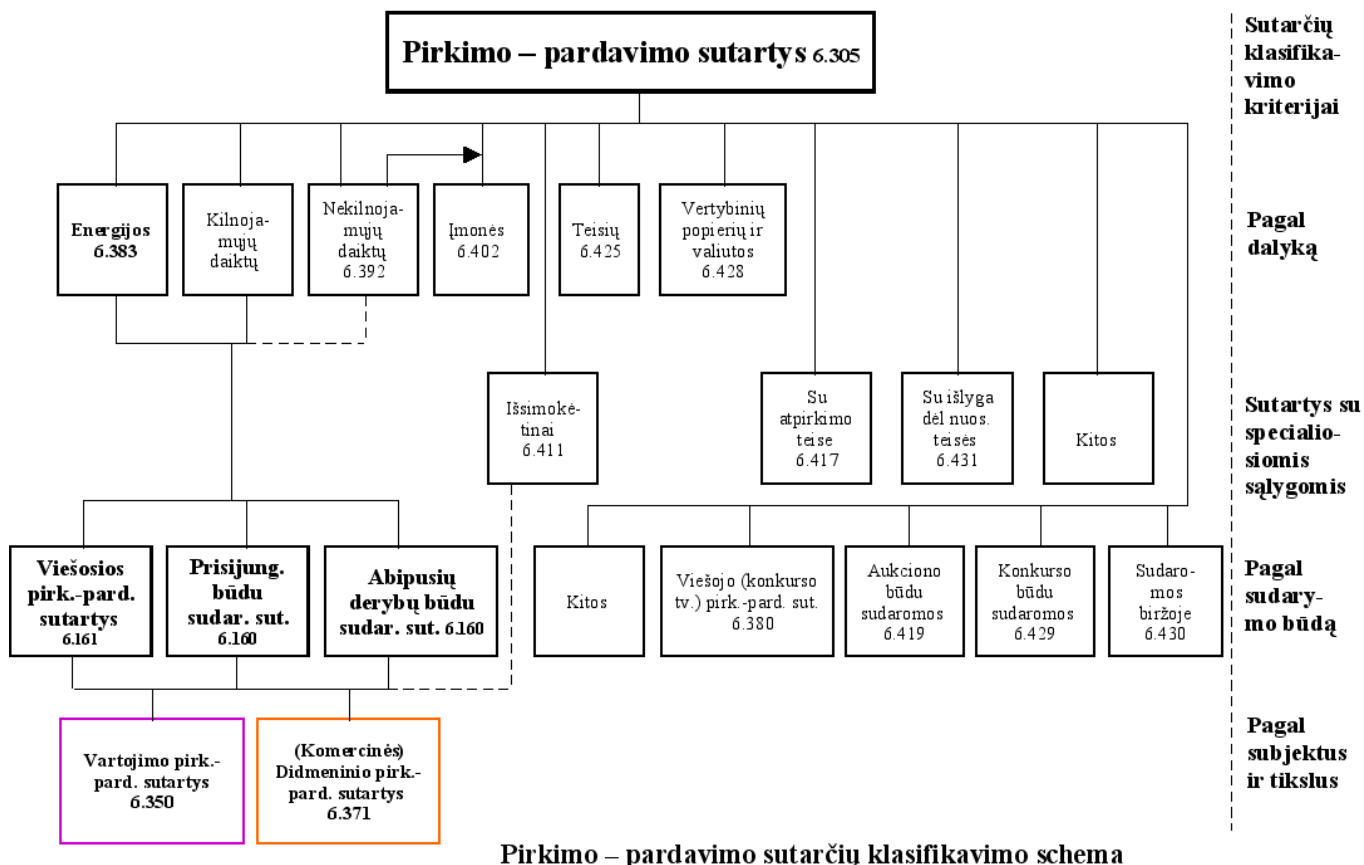 Pirkimo – pardavimo sutartys 6.305
Sutarčių
klasifika-
vimo
kriterijai
Energijos
6.383
Kilnoja-
mųjų
daiktų
Nekilnoja-
mųjų
daiktų
6.392
Įmonės
6.402
Teisių
6.425
Vertybinių
popierių ir
valiutos
6.428
Pagal
dalyką
Išsimokė-
tinai
6.411
Su
atpirkimo
teise
6.417
Su išlyga
dėl nuos.
teisės
6.431
Kitos
Sutartys su
specialio-
siomis
sąlygomis
Viešosios
pirk.-pard.
sutartys
6.161
Prisijung.
būdu
sudar. sut.
6.160
Abipusių
derybų būdu
sudar. sut. 6.160
Kitos
Viešojo (konkurso
tv.) pirk.-pard. sut.
6.380
Aukciono
būdu
sudaromos
6.419
Konkurso
būdu
sudaromos
6.429
Sudaro-
mos
biržoje
6.430
Pagal
sudary-
mo būdą
Vartojimo pirk.-
pard. sutartys
6.350
(Komercinės)
Didmeninio pirk.-
pard. sutartys
6.371
Pagal
subjektus
ir tikslus
Pirkimo – pardavimo sutarčių klasifikavimo schema